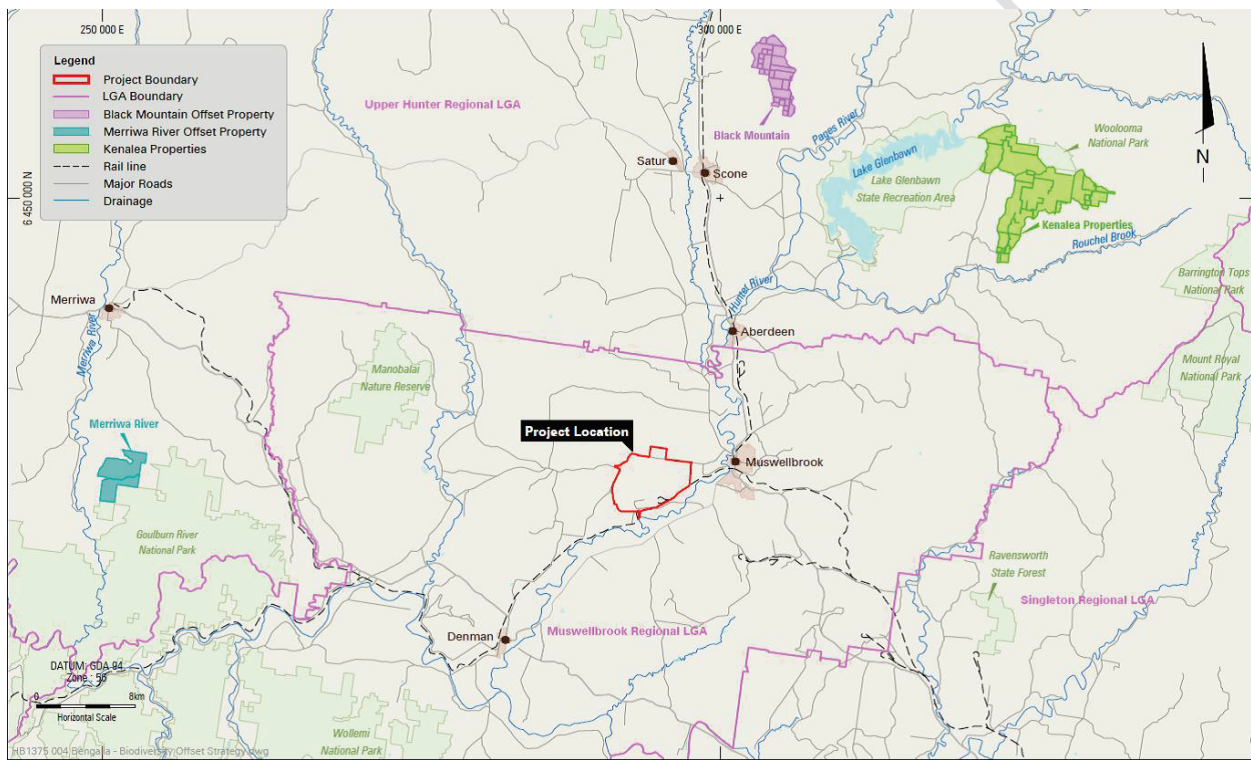 250 000 E
300 000 E
6 450 000 N
Legend
Project Boundary
LGA Boundary
Black Mountain Offset Property
Merriwa River Offset Property
Kenalea Properties
Rail line
Major Roads
Drainage
Upper Hunter Regional LGA
Black Mountain
Pages River
Satur
Scone
Lake Glenbawn
Lake Glenbawn
State Recreation Area
Woolooma
National Park
N
Kenalea Properties
Rouchel Brook
Barrington Tops
National Park
Merriwa
Merriwa River
Hunter River
Aberdeen
Manobalai
Nature Reserve
Mount Royal
National Park
Merriwa River
Project Location
Muswellbrook
Goulburn River
National Park
Ravensworth
State Forest
Singleton Regional LGA
Denman
Muswellbrook Regional LGA
DATUM: GDA 94
Zone : 56
0
8km
Horizontal Scale
Wollemi
National Park
HB1375 004 Bengalla - Biodiversity Offset Strategy.dwg